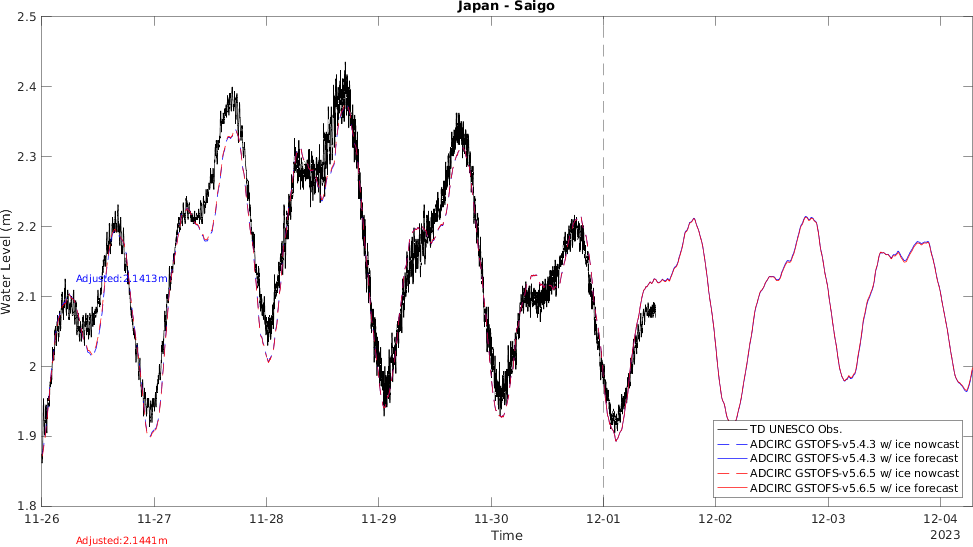 Japan - Saigo
2.5
2.4
2.3
2.2
2.1
2
1.9
1.8
Water Level (m)
Adjusted:2.1413m
TD UNESCO Obs.
ADCIRC GSTOFS-v5.4.3 w/ ice nowcast
ADCIRC GSTOFS-v5.4.3 w/ ice forecast
ADCIRC GSTOFS-v5.6.5 w/ ice nowcast
ADCIRC GSTOFS-v5.6.5 w/ ice forecast
11-26 11-27 11-28 11-29 11-30 12-01 12-02 12-03 12-04
Time
2023
Adjusted:2.1441m